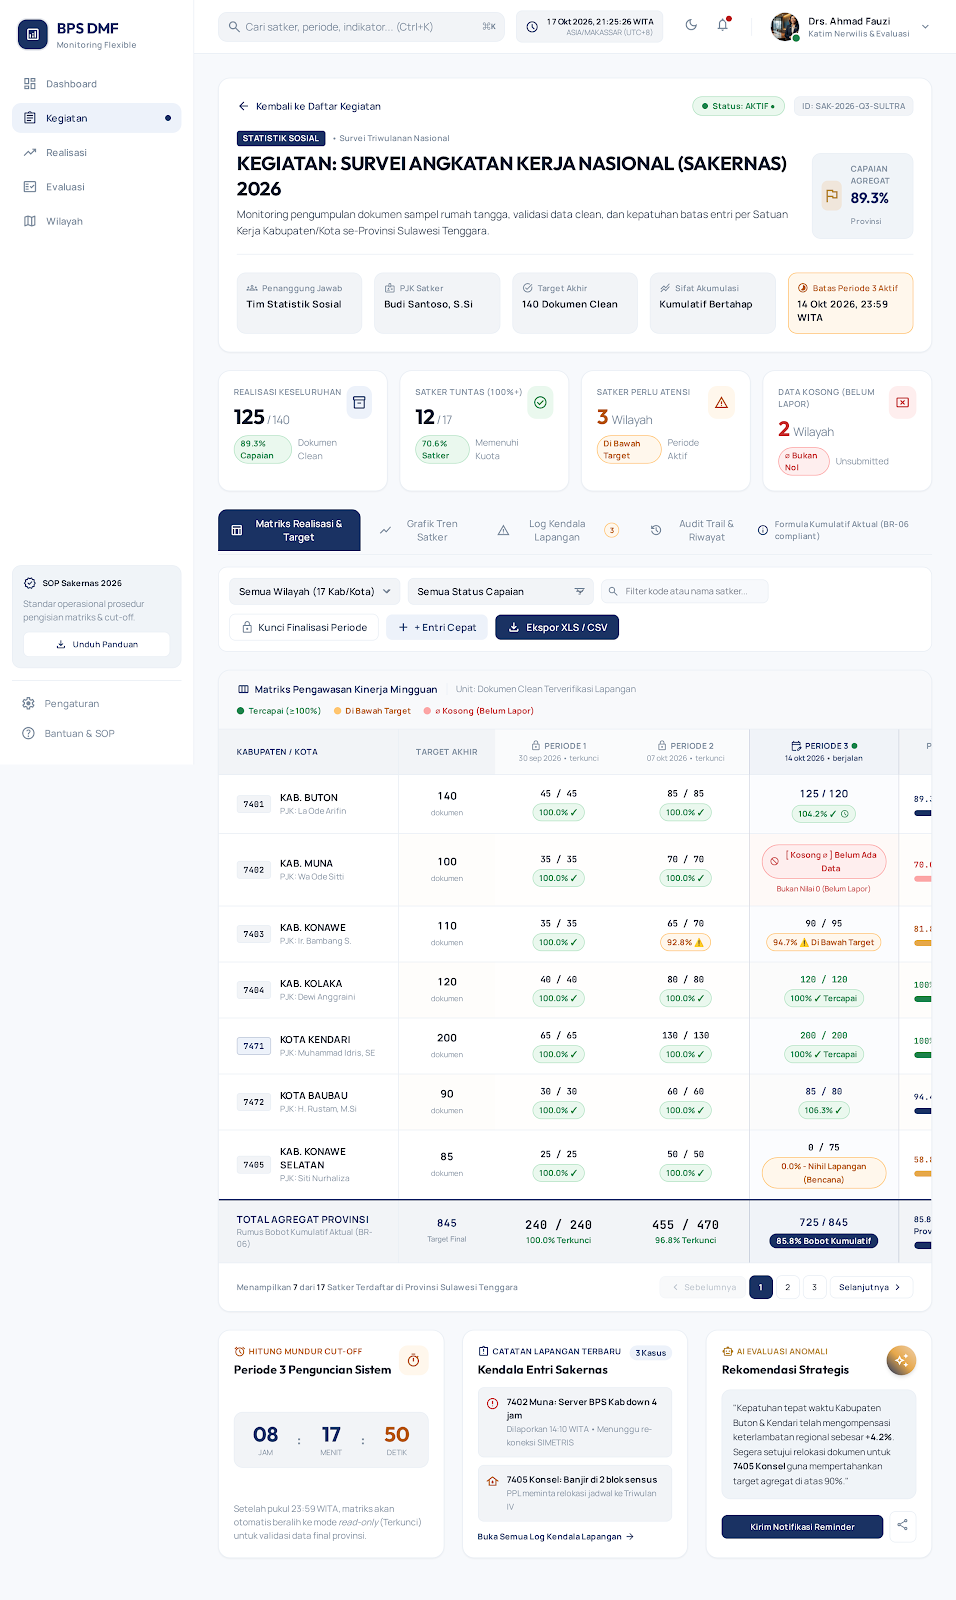 BPS DMF
Monitoring Flexible
Dashboard
Kegiatan
Realisasi
Evaluasi
Wilayah
SOP Sakernas 2026
Standar operasional prosedur
pengisian matriks & cut-off.
Unduh Panduan
Pengaturan
Bantuan & SOP
Cari satker, periode, indikator... (Ctrl+K)
⌘K
17 Okt 2026, 21:25:26 WITA
ASIA/MAKASSAR (UTC+8)
Drs. Ahmad Fauzi
Katim Nerwilis & Evaluasi
Kembali ke Daftar Kegiatan
Status: AKTIF •
ID: SAK-2026-Q3-SULTRA
STATISTIK SOSIAL
• Survei Triwulanan Nasional
KEGIATAN: SURVEI ANGKATAN KERJA NASIONAL (SAKERNAS)
2026
Monitoring pengumpulan dokumen sampel rumah tangga, validasi data clean, dan kepatuhan batas entri per Satuan
Kerja Kabupaten/Kota se-Provinsi Sulawesi Tenggara.
CAPAIAN
AGREGAT
89.3%
Provinsi
Penanggung Jawab
Tim Statistik Sosial
PJK Satker
Budi Santoso, S.Si
Target Akhir
140 Dokumen Clean
Sifat Akumulasi
Kumulatif Bertahap
Batas Periode 3 Aktif
14 Okt 2026, 23:59
WITA
REALISASI KESELURUHAN
125 / 140
89.3%
Capaian
Dokumen
Clean
SATKER TUNTAS (100%+)
12 / 17
70.6%
Satker
Memenuhi
Kuota
SATKER PERLU ATENSI
3 Wilayah
Di Bawah
Target
Periode
Aktif
DATA KOSONG (BELUM
LAPOR)
2 Wilayah
⌀ Bukan
Nol
Unsubmitted
Matriks Realisasi &
Target
Grafik Tren
Satker
Log Kendala
Lapangan
3
Audit Trail &
Riwayat
Formula Kumulatif Aktual (BR-06
compliant)
Semua Wilayah (17 Kab/Kota)
Semua Status Capaian
Filter kode atau nama satker...
Kunci Finalisasi Periode
+ Entri Cepat
Ekspor XLS / CSV
Matriks Pengawasan Kinerja Mingguan
Unit: Dokumen Clean Terverifikasi Lapangan
Tercapai (≥100%)
Di Bawah Target
⌀ Kosong (Belum Lapor)
KABUPATEN / KOTA
TARGET AKHIR
PERIODE 1
30 sep 2026 • terkunci
PERIODE 2
07 okt 2026 • terkunci
PERIODE 3
14 okt 2026 • berjalan
P
7401
KAB. BUTON
PJK: La Ode Arifin
140
dokumen
45 / 45
100.0% ✓
85 / 85
100.0% ✓
125 / 120
104.2% ✓
89.
7402
KAB. MUNA
PJK: Wa Ode Sitti
100
dokumen
35 / 35
100.0% ✓
70 / 70
100.0% ✓
[ Kosong ⌀ ] Belum Ada
Data
Bukan Nilai 0 (Belum Lapor)
70.
7403
KAB. KONAWE
PJK: Ir. Bambang S.
110
dokumen
35 / 35
100.0% ✓
65 / 70
92.8% ⚠️
90 / 95
94.7% ⚠️ Di Bawah Target
81.
7404
KAB. KOLAKA
PJK: Dewi Anggraini
120
dokumen
40 / 40
100.0% ✓
80 / 80
100.0% ✓
120 / 120
100% ✓ Tercapai
100%
7471
KOTA KENDARI
PJK: Muhammad Idris, SE
200
dokumen
65 / 65
100.0% ✓
130 / 130
100.0% ✓
200 / 200
100% ✓ Tercapai
100%
7472
KOTA BAUBAU
PJK: H. Rustam, M.Si
90
dokumen
30 / 30
100.0% ✓
60 / 60
100.0% ✓
85 / 80
106.3% ✓
94.
7405
KAB. KONAWE
SELATAN
PJK: Siti Nurhaliza
85
dokumen
25 / 25
100.0% ✓
50 / 50
100.0% ✓
0 / 75
0.0% - Nihil Lapangan
(Bencana)
58.
TOTAL AGREGAT PROVINSI
Rumus Bobot Kumulatif Aktual (BR-
06)
845
Target Final
240 / 240
100.0% Terkunci
455 / 470
96.8% Terkunci
725 / 845
85.8% Bobot Kumulatif
85.8
Prov
Menampilkan 7 dari 17 Satker Terdaftar di Provinsi Sulawesi Tenggara
Sebelumnya
1
2
3
Selanjutnya
HITUNG MUNDUR CUT-OFF
Periode 3 Penguncian Sistem
08 : 17 : 50
JAM MENIT DETIK
Setelah pukul 23:59 WITA, matriks akan
otomatis beralih ke mode read-only (Terkunci)
untuk validasi data final provinsi.
CATATAN LAPANGAN TERBARU
3 Kasus
Kendala Entri Sakernas
7402 Muna: Server BPS Kab down 4
jam
Dilaporkan 14:10 WITA • Menunggu re-
koneksi SIMETRIS
7405 Konsel: Banjir di 2 blok sensus
PPL meminta relokasi jadwal ke Triwulan
IV
Buka Semua Log Kendala Lapangan →
AI EVALUASI ANOMALI
Rekomendasi Strategis
"Kepatuhan tepat waktu Kabupaten
Buton & Kendari telah mengompensasi
keterlambatan regional sebesar +4.2%.
Segera setujui relokasi dokumen untuk
7405 Konsel guna mempertahankan
target agregat di atas 90%."
Kirim Notifikasi Reminder